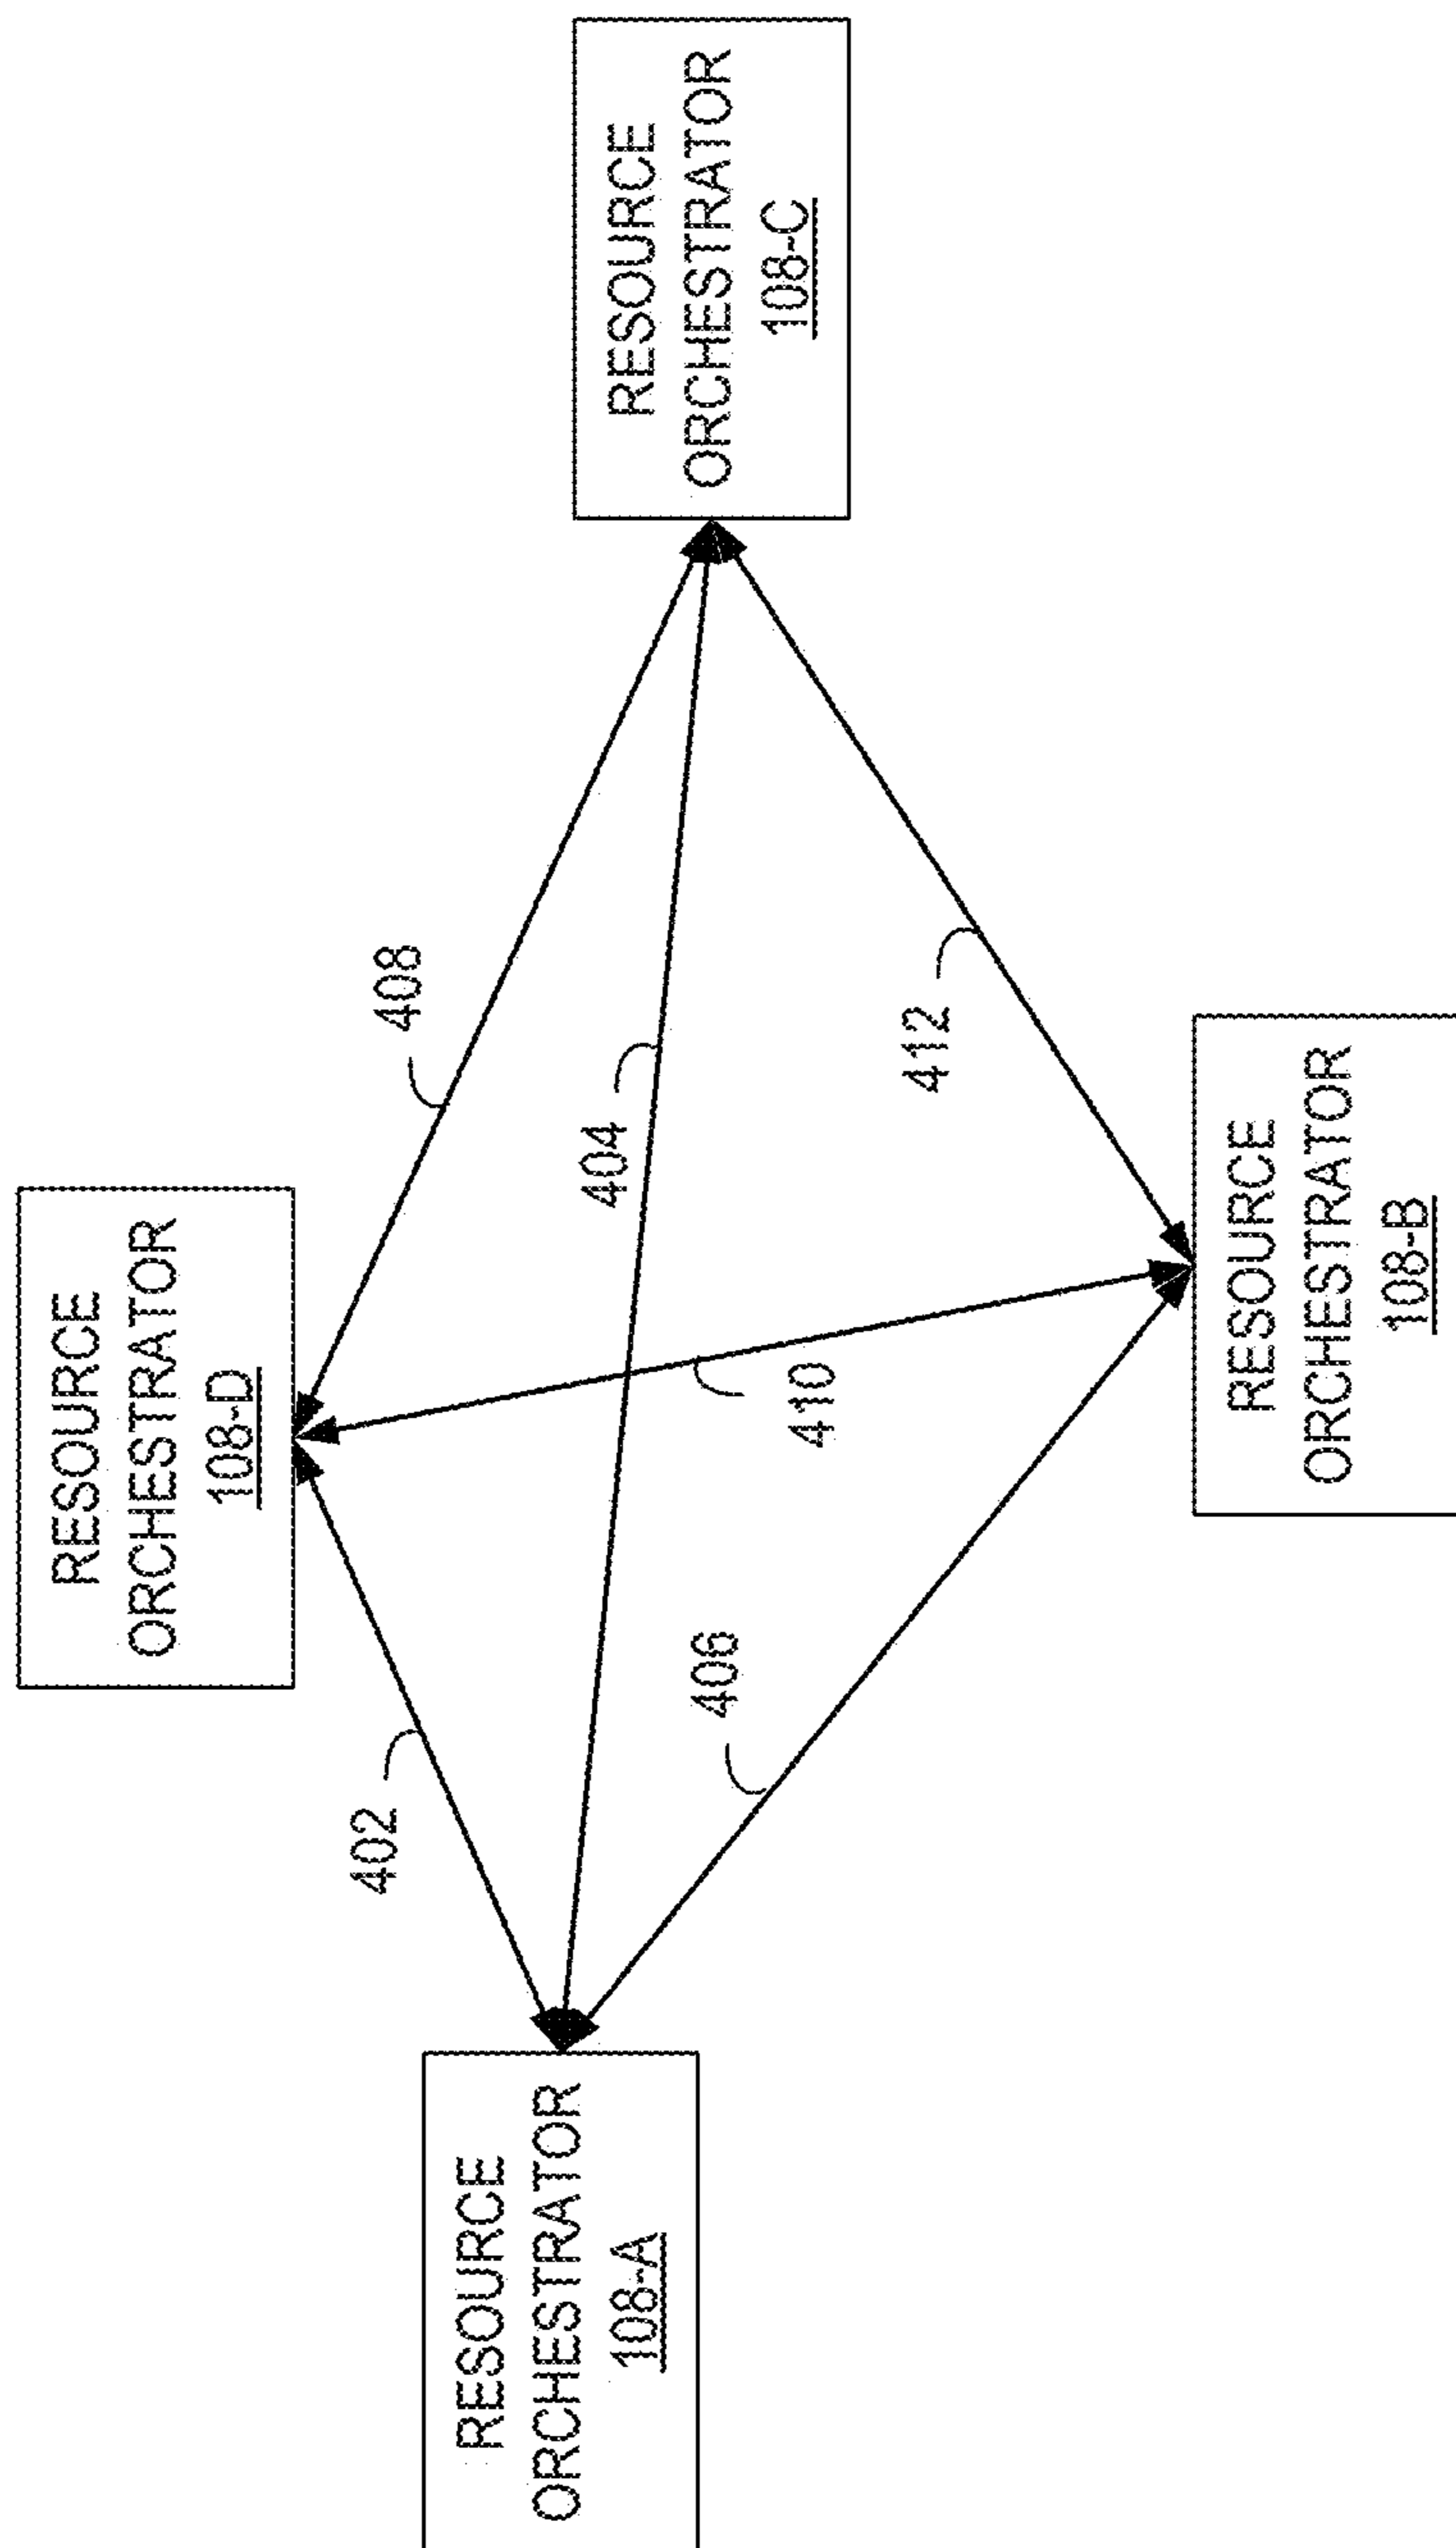 RESOURCE
ORCHESTRATOR
108-D
402
408
RESOURCE
ORCHESTRATOR
108-A
404
RESOURCE
ORCHESTRATOR
108-C
406
410
412
RESOURCE
ORCHESTRATOR
108-B